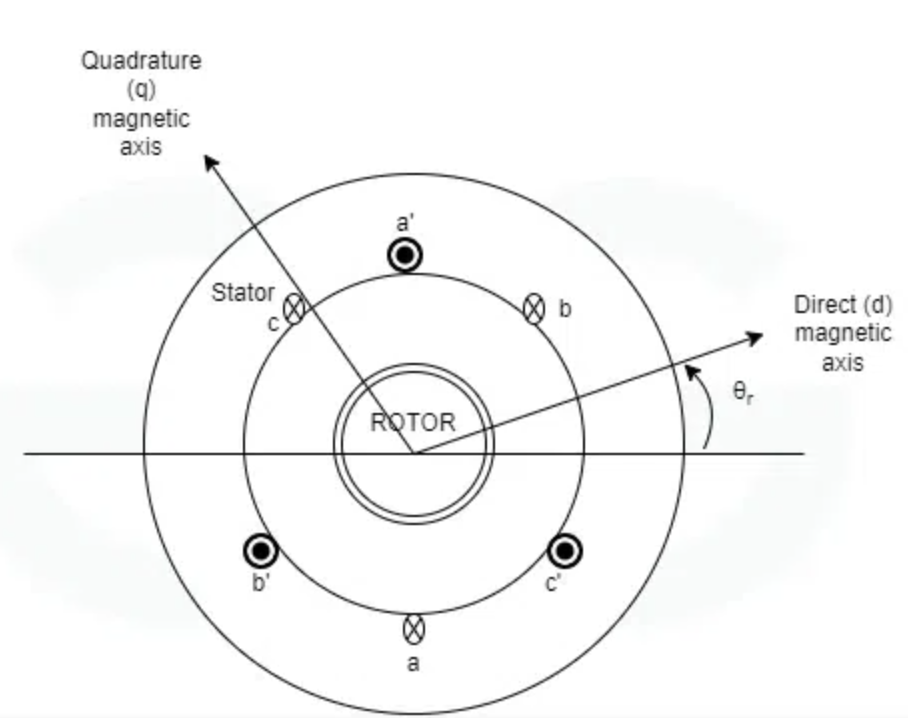 Quadrature
(q)
magnetic
axis
a'
Stator
c
b
Direct (d)
magnetic
axis
θr
ROTOR
b'
c'
a